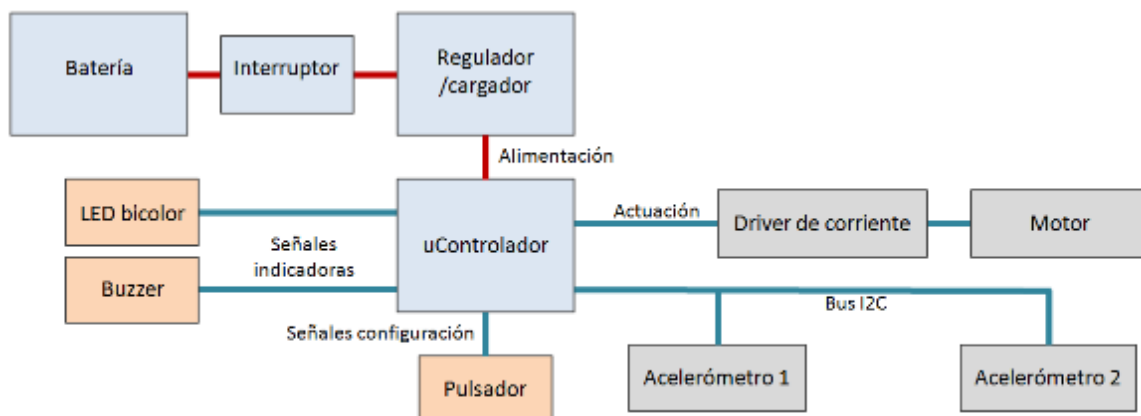 Batería
Interruptor
Regulador
/cargador
Alimentación
LED bicolor
Señales
indicadoras
Buzzer
uControlador
Actuación
Driver de corriente
Motor
Bus I2C
Señales configuración
Pulsador
Acelerómetro 1
Acelerómetro 2